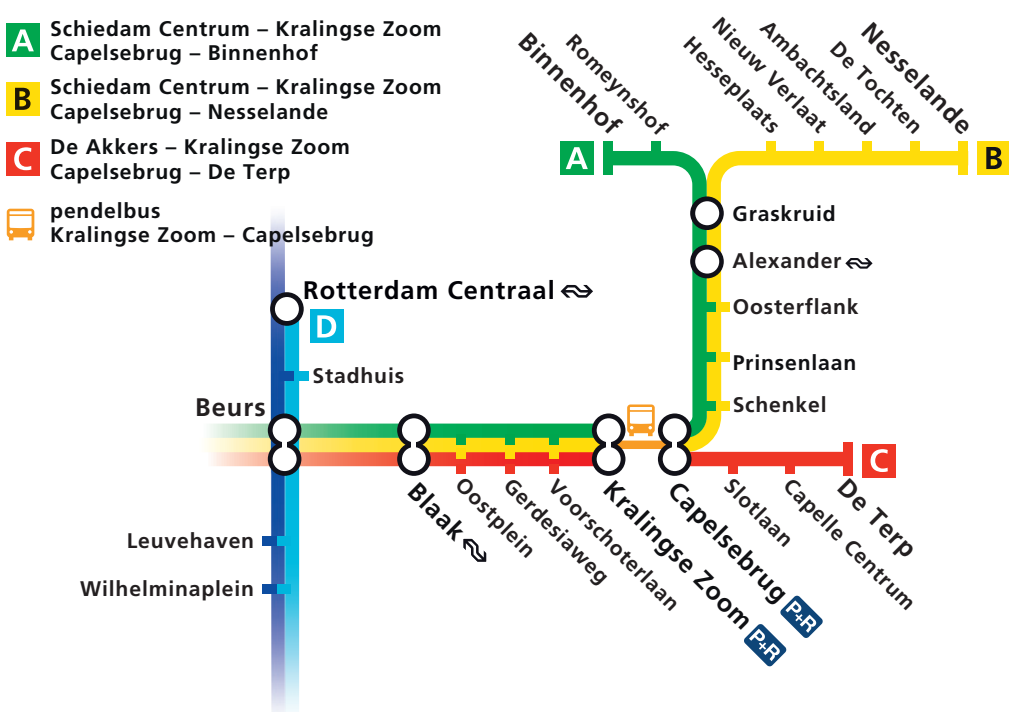 A
Schiedam Centrum – Kralingse Zoom
Capelsebrug – Binnenhof
B
Schiedam Centrum – Kralingse Zoom
Capelsebrug – Nesselande
C
De Akkers – Kralingse Zoom
Capelsebrug – De Terp
pendelbus
Kralingse Zoom – Capelsebrug
Binnenhof
Romeynshof
Hesseplaats
Nieuw Verlaat
Ambachtsland
De Tochten
Nesselande
A
B
Graskruid
Alexander
Oosterflank
Prinsenlaan
Schenkel
Rotterdam Centraal
D
Stadhuis
Beurs
Leuvehaven
Wilhelminaplein
Blaak
Oostplein
Gerdesiaweg
Voorschoterlaan
Kralingse Zoom
P+R
Capelsebrug
P+R
Slotlaan
Capelle Centrum
De Terp
C